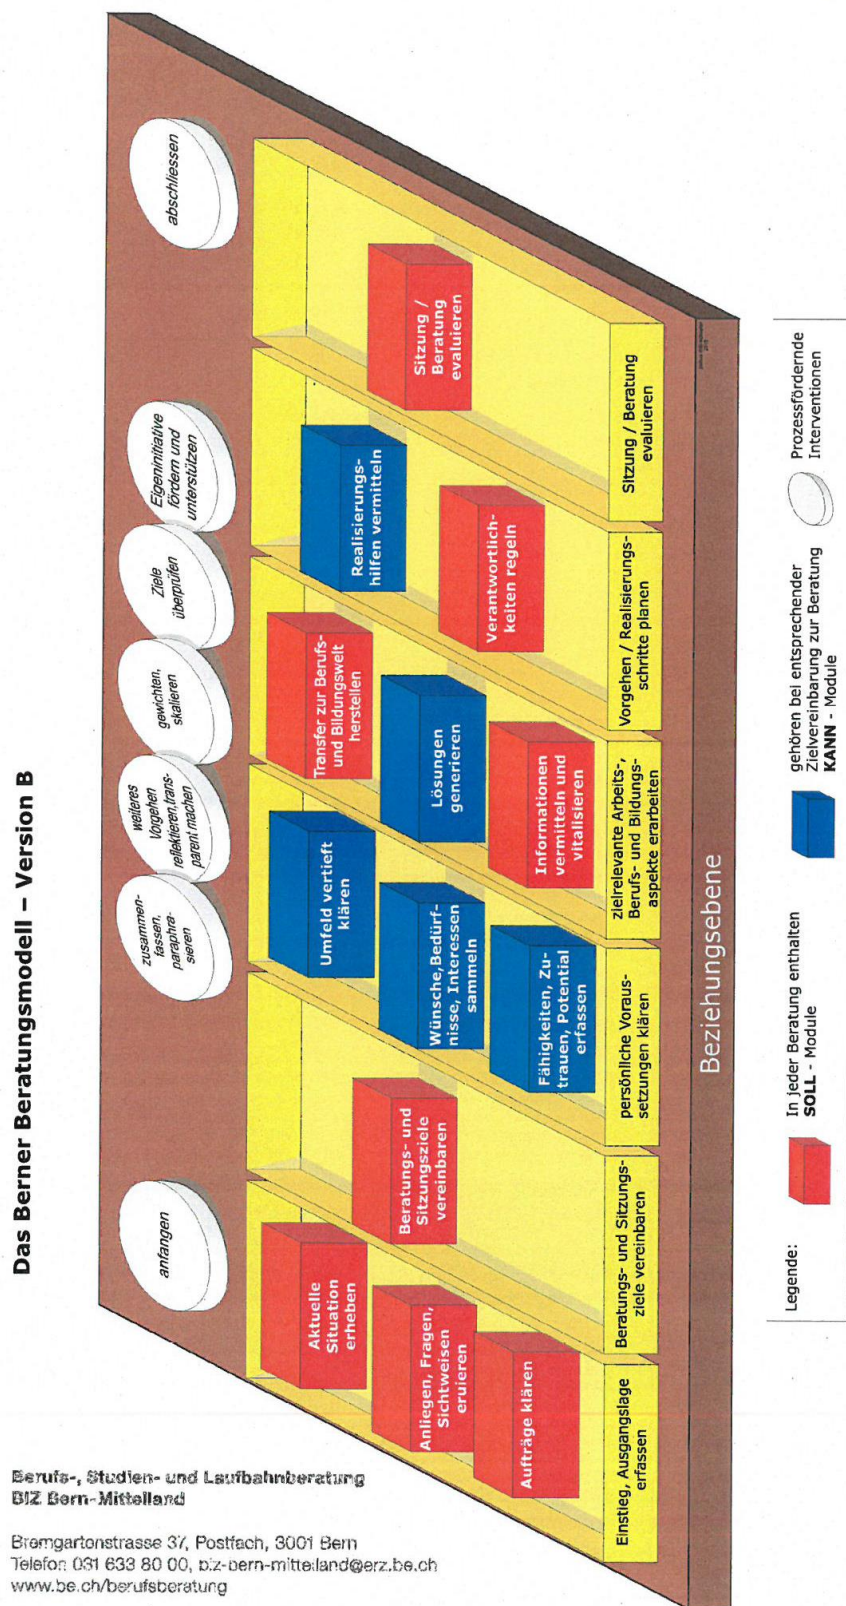 Das Berner Beratungsmodell – Version B
anfangen
zusammen-
fassen,
paraphra-
sieren
weiteres
Vorgehen
reflektieren,trans-
parent machen
gewichten,
skalieren
Ziele
überprüfen
Eigeninitiative
fördern und
unterstützen
abschliessen
Aktuelle
Situation
erheben
Anliegen, Fragen,
Sichtweisen
eruieren
Aufträge klären
Beratungs- und
Sitzungsziele
vereinbaren
Umfeld vertieft
klären
Wünsche,Bedürf-
nisse, Interessen
sammeln
Fähigkeiten, Zu-
trauen, Potential
erfassen
Transfer zur Berufs-
und Bildungswelt
herstellen
Lösungen
generieren
Informationen
vermitteln und
vitalisieren
Realisierungs-
hilfen vermitteln
Verantwortlich-
keiten regeln
Sitzung /
Beratung
evaluieren
Einstieg, Ausgangslage
erfassen
Beratungs- und Sitzungs-
ziele vereinbaren
persönliche Voraus-
setzungen klären
zielrelevante Arbeits-,
Berufs- und Bildungs-
aspekte erarbeiten
Vorgehen / Realisierungs-
schritte planen
Sitzung / Beratung
evaluieren
Beziehungsebene
Legende:
In jeder Beratung enthalten
SOLL - Module
gehören bei entsprechender
Zielvereinbarung zur Beratung
KANN - Module
Prozessfördernde
Interventionen
Berufs-, Studien- und Laufbahnberatung
BIZ Bern-Mittelland
Bremgartenstrasse 37, Postfach, 3001 Bern
Telefon 031 633 80 00, biz-bern-mittelland@erz.be.ch
www.be.ch/berufsberatung